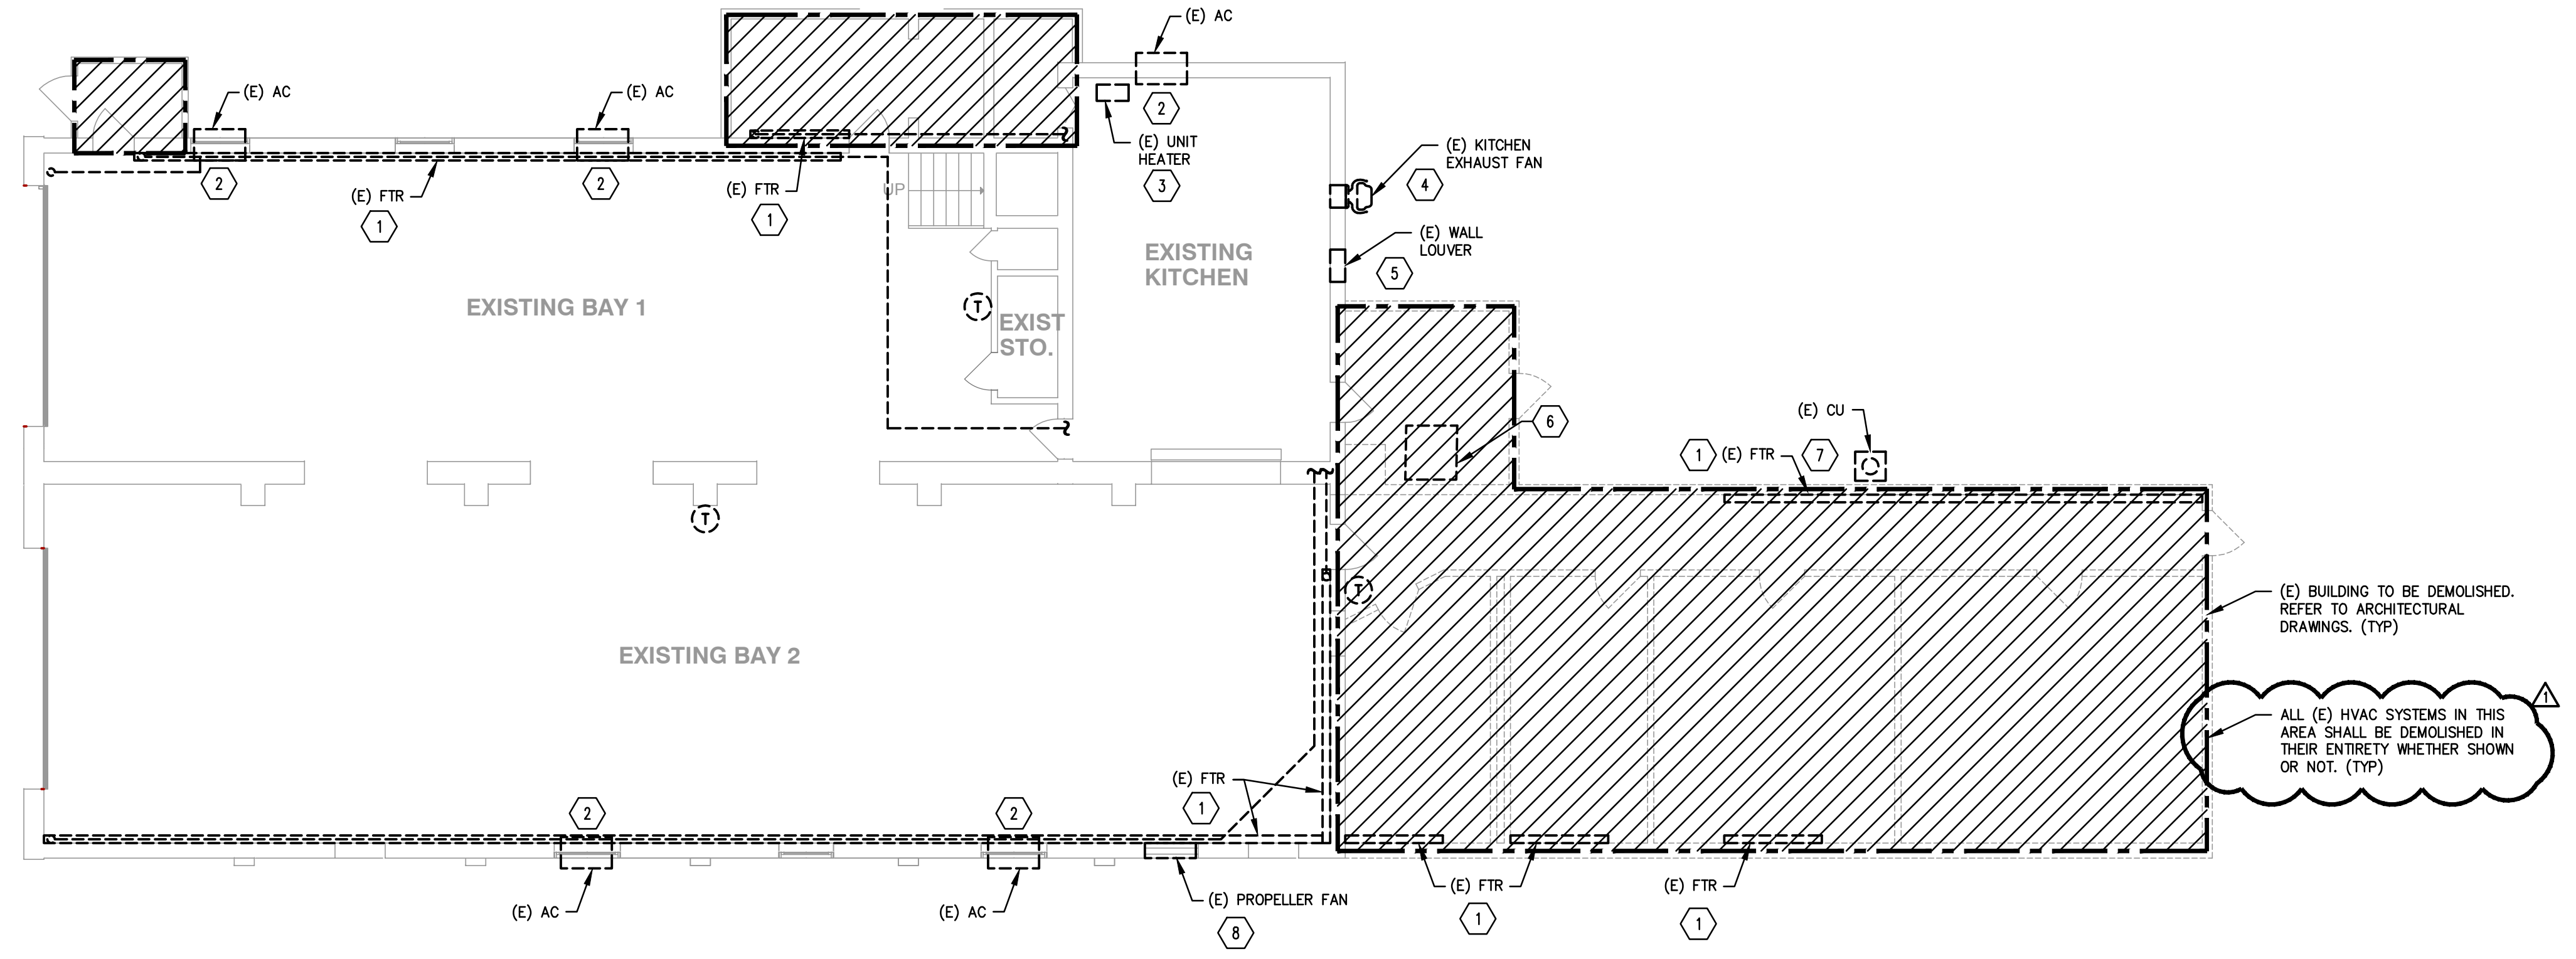 (E) AC
(E) AC
(E) AC
2
2
2
(E) UNIT
HEATER
3
(E) KITCHEN
EXHAUST FAN
4
(E) FTR
1
(E) FTR
1
UP
(E) WALL
LOUVER
5
EXISTING
KITCHEN
EXISTING BAY 1
T
EXIST
STO.
6
(E) CU
1
(E) FTR
7
T
T
(E) BUILDING TO BE DEMOLISHED.
REFER TO ARCHITECTURAL
DRAWINGS. (TYP)
EXISTING BAY 2
1
ALL (E) HVAC SYSTEMS IN THIS
AREA SHALL BE DEMOLISHED IN
THEIR ENTIRETY WHETHER SHOWN
OR NOT. (TYP)
(E) FTR
1
2
2
(E) AC
(E) AC
(E) PROPELLER FAN
8
(E) FTR
1
(E) FTR
1